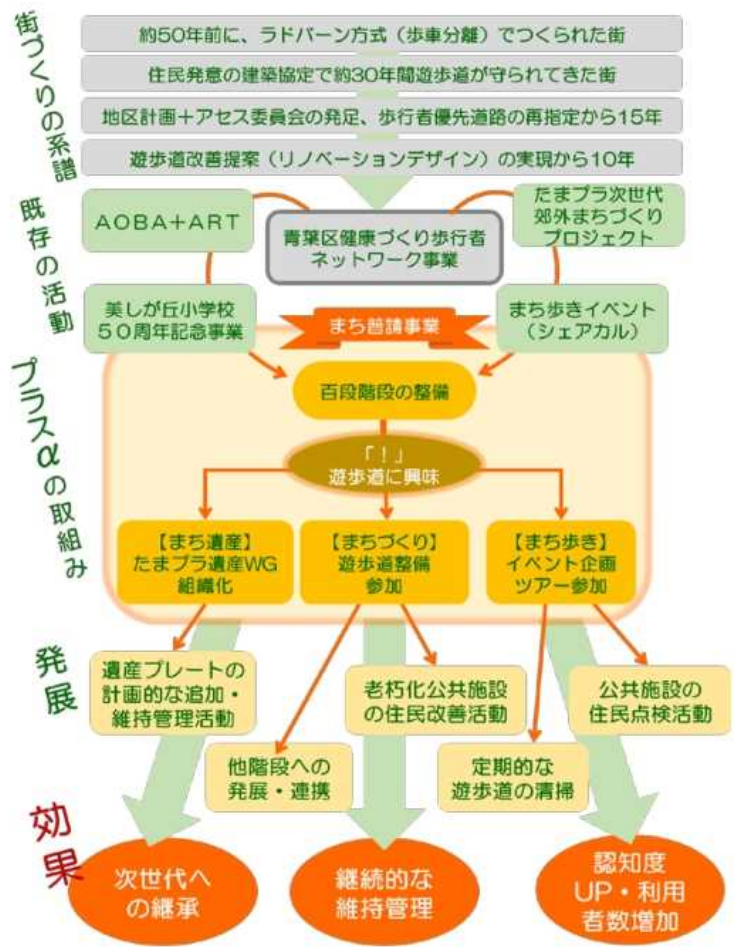 街づくりの系譜
約50年前に、ラドバーン方式（歩車分離）でつくられた街
住民発意の建築協定で約30年間遊歩道が守られてきた街
地区計画＋アセス委員会の発足、歩行者優先道路の再指定から15年
遊歩道改善提案（リノベーションデザイン）の実現から10年
既存の活動
AOBA＋ART
青葉区健康づくり歩行者
ネットワーク事業
たまプラ次世代
郊外まちづくり
プロジェクト
美しが丘小学校
５０周年記念事業
まち普請事業
まち歩きイベント
（シェアカル）
プラスαの取組み
百段階段の整備
「！」
遊歩道に興味
【まち遺産】
たまプラ遺産WG
組織化
【まちづくり】
遊歩道整備
参加
【まち歩き】
イベント企画
ツアー参加
発展
遺産プレートの
計画的な追加・
維持管理活動
他階段への
発展・連携
老朽化公共施設
の住民改善活動
定期的な
遊歩道の清掃
公共施設の
住民点検活動
効果
次世代へ
の継承
継続的な
維持管理
認知度
UP・利用
者数増加